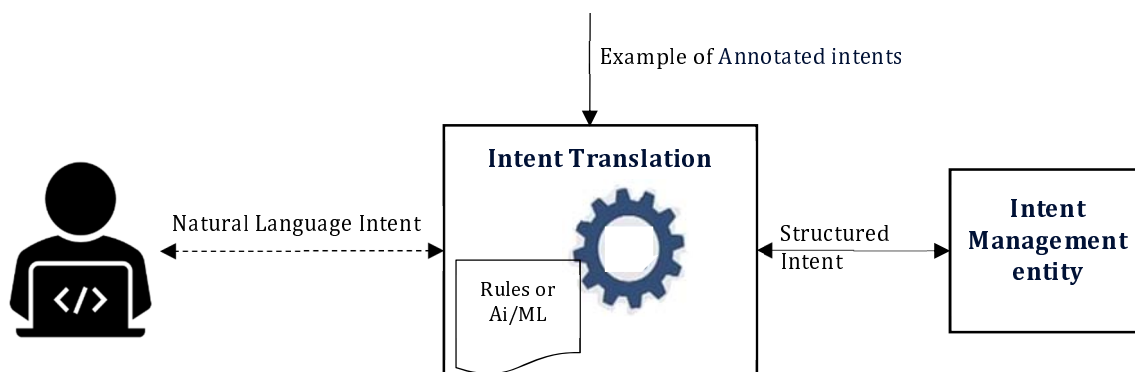 Example of Annotated intents
Intent Translation
Natural Language Intent
</>
Rules or
Ai/ML
Structured
Intent
Intent
Management
entity